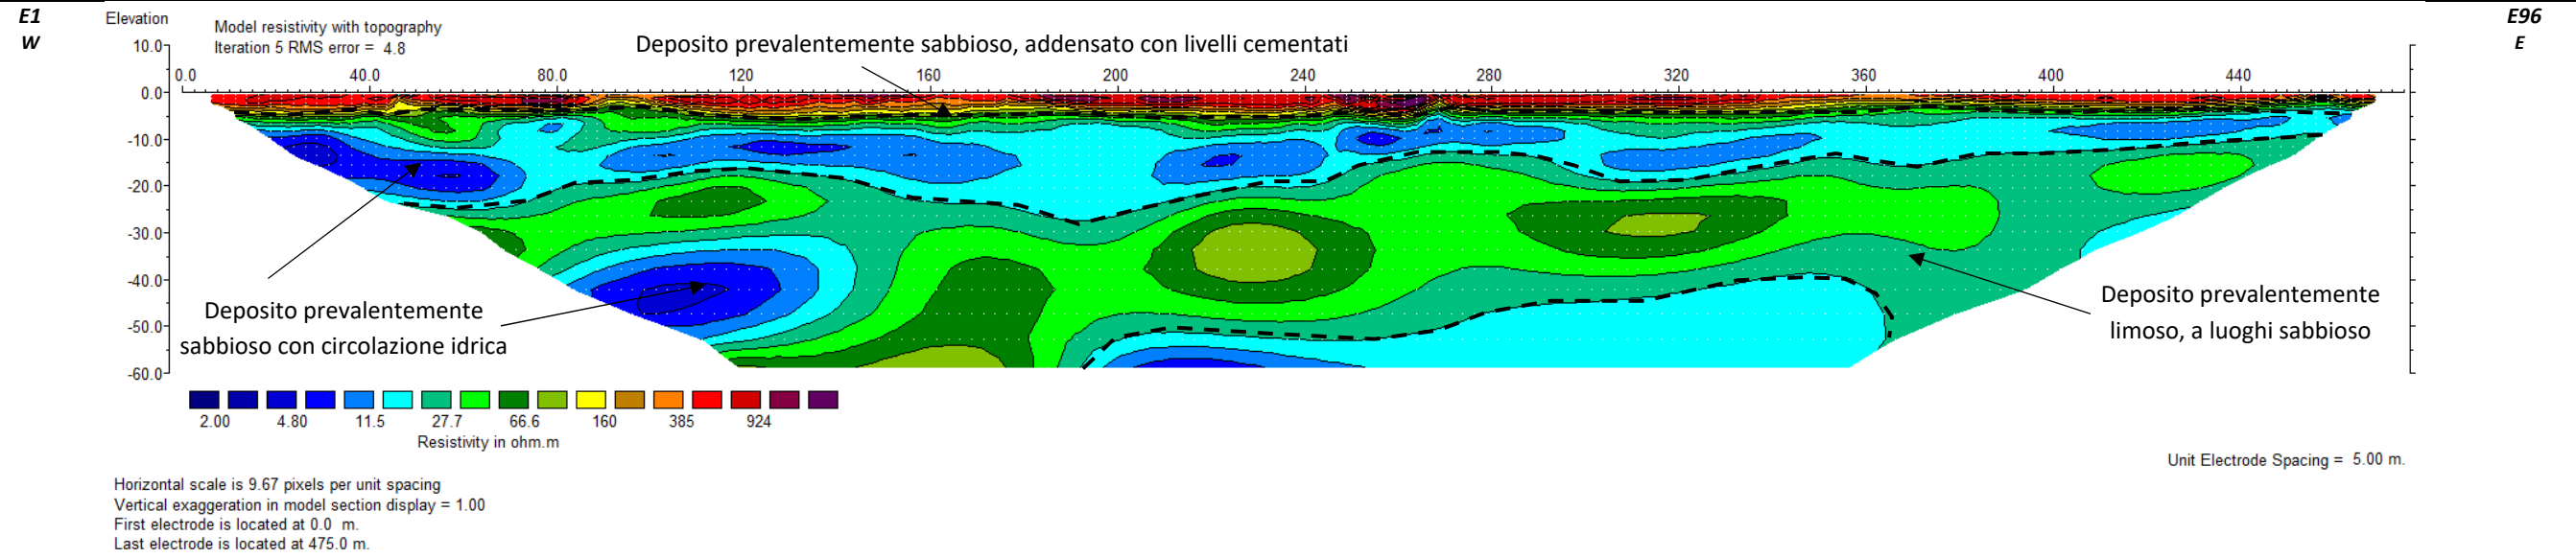 E1
W
E96
E
Elevation
Model resistivity with topography
Iteration 5 RMS error = 4.8
Deposito prevalentemente sabbioso, addensato con livelli cementati
10.0
0.0 40.0 80.0 120 160 200 240 280 320 360 400 440
0.0
-10.0
-20.0
-30.0
-40.0
-50.0
-60.0
Deposito prevalentemente
sabbioso con circolazione idrica
Deposito prevalentemente
limoso, a luoghi sabbioso
2.00 4.80 11.5 27.7 66.6 160 385 924
Resistivity in ohm.m
Unit Electrode Spacing = 5.00 m.
Horizontal scale is 9.67 pixels per unit spacing
Vertical exaggeration in model section display = 1.00
First electrode is located at 0.0 m.
Last electrode is located at 475.0 m.